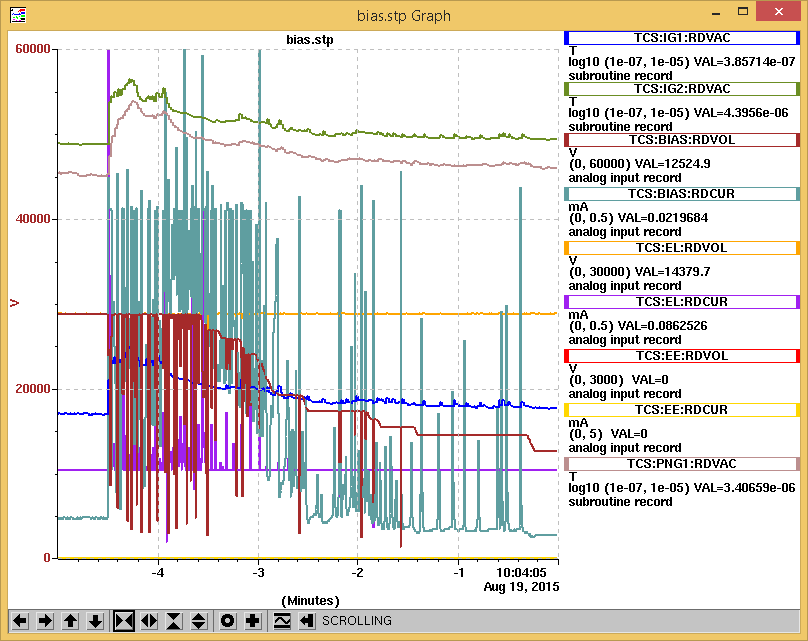 bias.stp Graph
bias.stp
60000
40000
20000
0
V
-4
-3
-2
-1
10:04:05
Aug 19, 2015
(Minutes)
TCS:IG1:RDVAC
T
log10 (1e-07, 1e-05) VAL=3.85714e-07
subroutine record
TCS:IG2:RDVAC
T
log10 (1e-07, 1e-05) VAL=4.3956e-06
subroutine record
TCS:BIAS:RDVOL
V
(0, 60000) VAL=12524.9
analog input record
TCS:BIAS:RDCUR
mA
(0, 0.5) VAL=0.0219684
analog input record
TCS:EL:RDVOL
V
(0, 30000) VAL=14379.7
analog input record
TCS:EL:RDCUR
mA
(0, 0.5) VAL=0.0862526
analog input record
TCS:EE:RDVOL
V
(0, 3000) VAL=0
analog input record
TCS:EE:RDCUR
mA
(0, 5) VAL=0
analog input record
TCS:PNG1:RDVAC
T
log10 (1e-07, 1e-05) VAL=3.40659e-06
subroutine record
SCROLLING